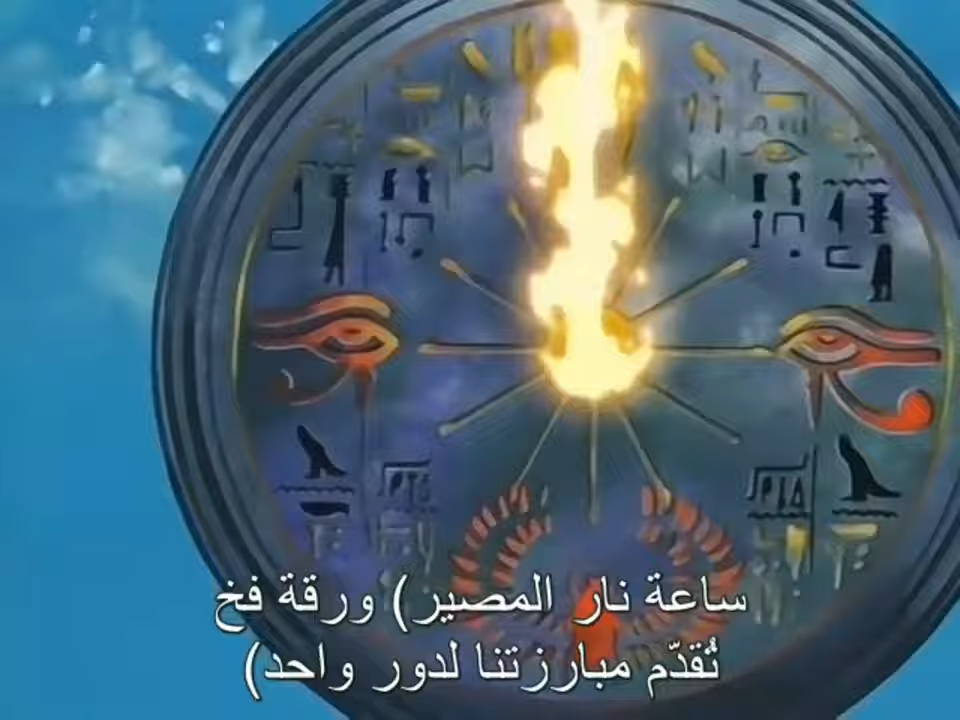 ساعة نار المصير) ورقة فخ
تُقدّم مبارزتنا لدور واحد)